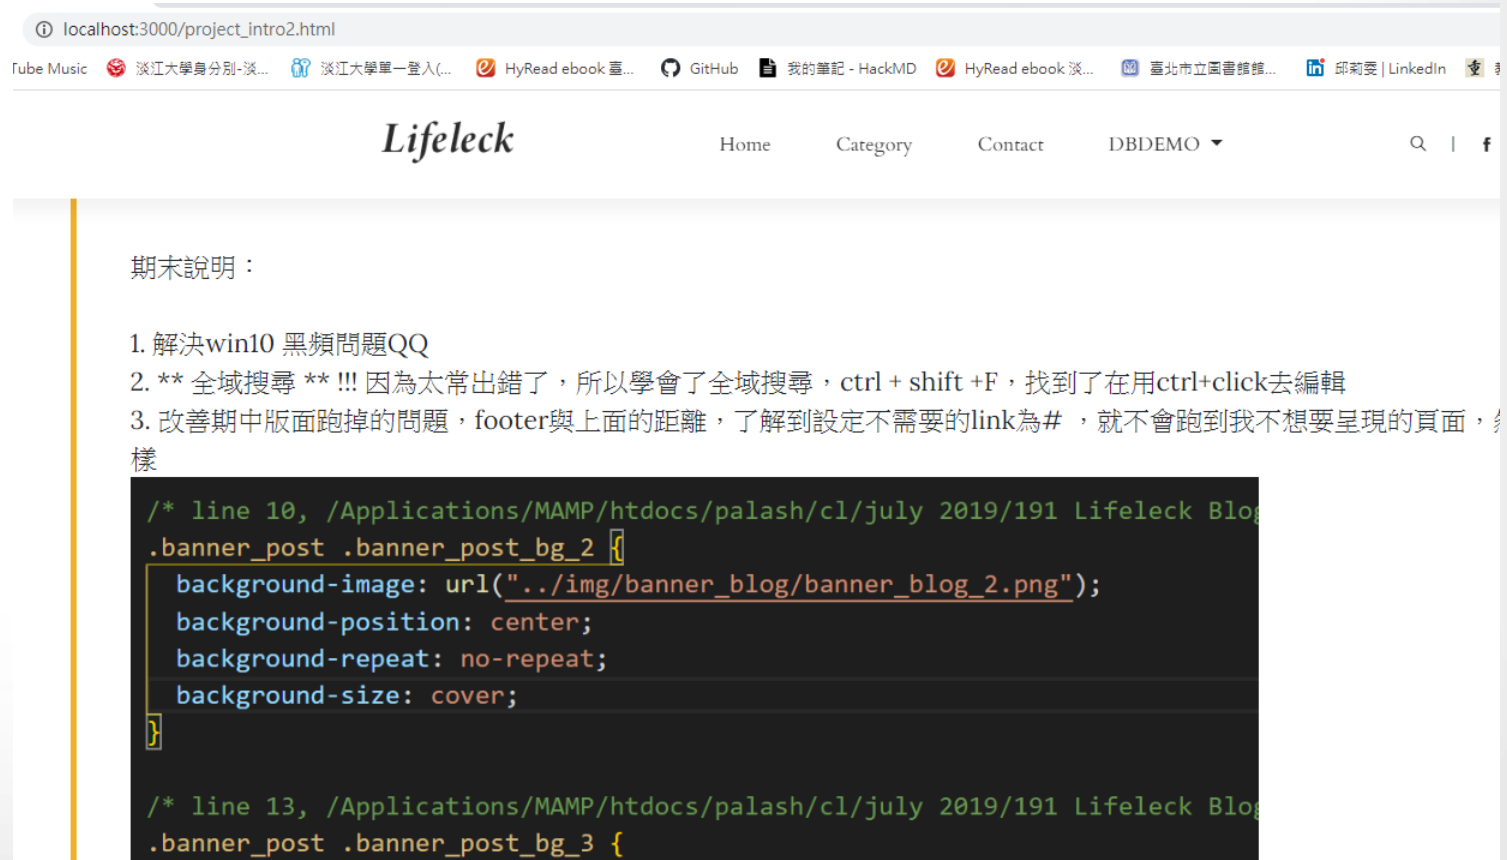 localhost:3000/project_intro2.html
Tube Music 淡江大學身分別-淡... 淡江大學單一登入(... HyRead ebook 臺... GitHub 我的筆記 - HackMD HyRead ebook 淡... 臺北市立圖書館館... 邱莉雯 | LinkedIn
Lifeleck Home Category Contact DBDEMO |
期末說明：
1. 解決win10 黑頻問題QQ
2. ** 全域搜尋 ** !!! 因為太常出錯了，所以學會了全域搜尋，ctrl + shift +F，找到了在用ctrl+click去編輯
3. 改善期中版面跑掉的問題，footer與上面的距離，了解到設定不需要的link為# ，就不會跑到我不想要呈現的頁面，
樣
/* line 10, /Applications/MAMP/htdocs/palash/cl/july 2019/191 Lifeleck Blog
.banner_post .banner_post_bg_2 {
background-image: url("../img/banner_blog/banner_blog_2.png");
background-position: center;
background-repeat: no-repeat;
background-size: cover;
}
/* line 13, /Applications/MAMP/htdocs/palash/cl/july 2019/191 Lifeleck Blog
.banner_post .banner_post_bg_3 {